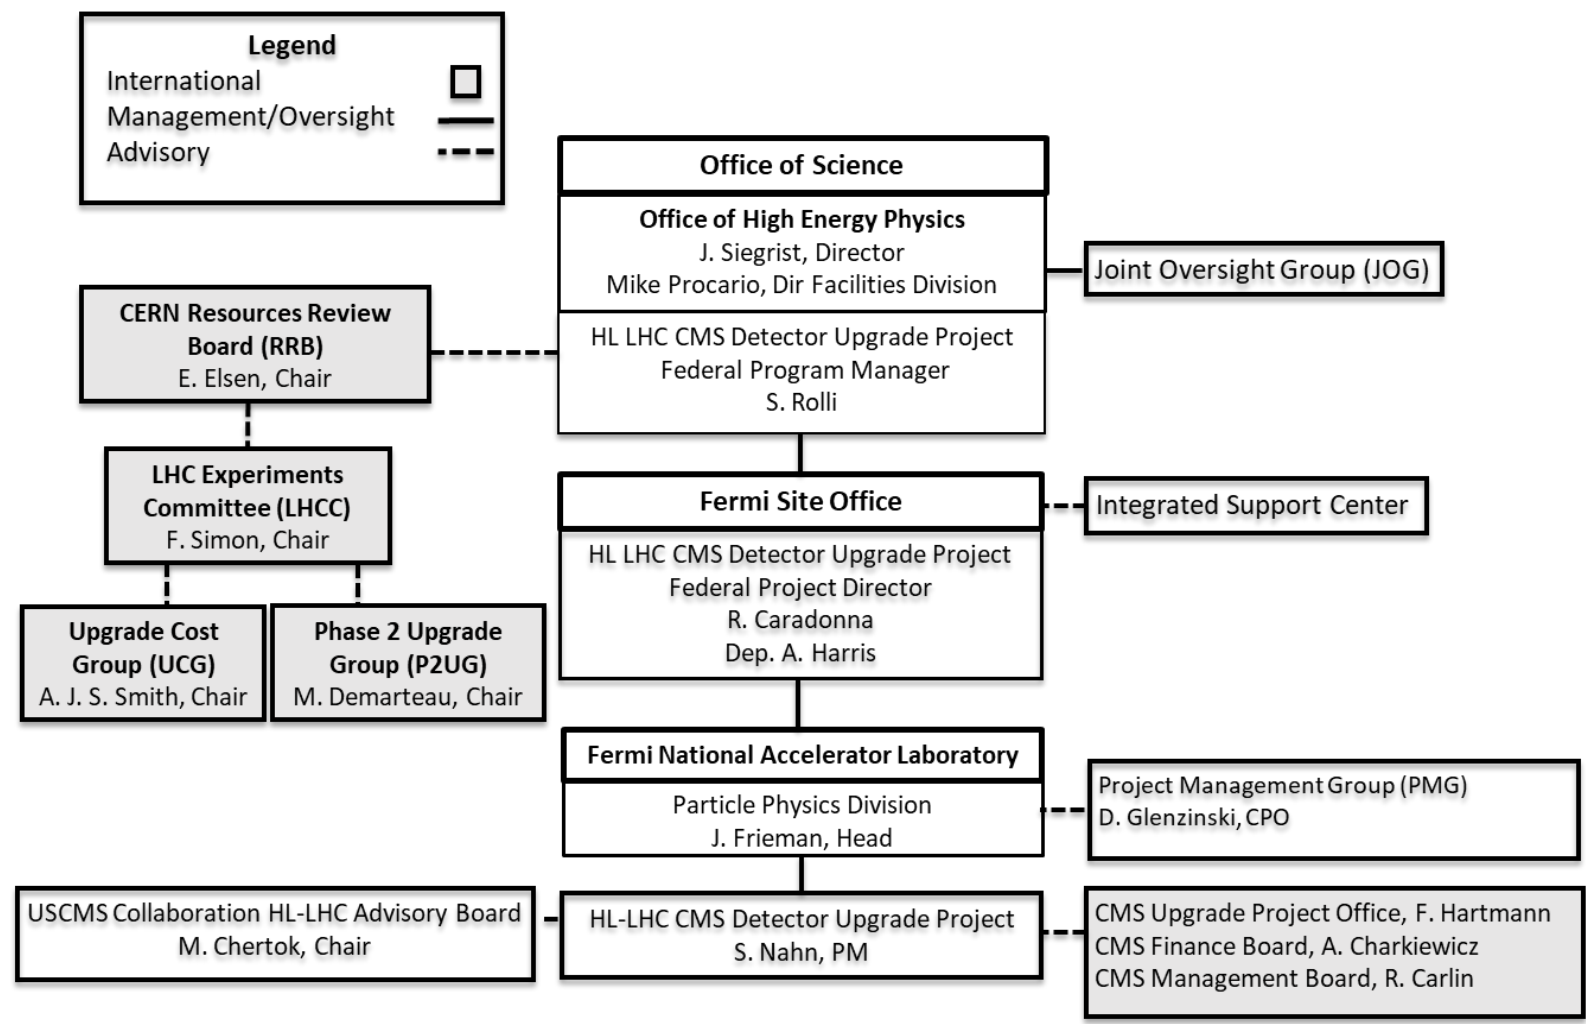 Legend
International
Management/Oversight
Advisory
Office of Science
Office of High Energy Physics
J. Siegrist, Director
Mike Procario, Dir Facilities Division
Joint Oversight Group (JOG)
HL LHC CMS Detector Upgrade Project
Federal Program Manager
S. Rolli
CERN Resources Review
Board (RRB)
E. Elsen, Chair
LHC Experiments
Committee (LHCC)
F. Simon, Chair
Upgrade Cost
Group (UCG)
A. J. S. Smith, Chair
Phase 2 Upgrade
Group (P2UG)
M. Demarteau, Chair
Fermi Site Office
HL LHC CMS Detector Upgrade Project
Federal Project Director
R. Caradonna
Dep. A. Harris
Integrated Support Center
Fermi National Accelerator Laboratory
Particle Physics Division
J. Frieman, Head
Project Management Group (PMG)
D. Glenzinski, CPO
USCMS Collaboration HL-LHC Advisory Board
M. Chertok, Chair
HL-LHC CMS Detector Upgrade Project
S. Nahn, PM
CMS Upgrade Project Office, F. Hartmann
CMS Finance Board, A. Charkiewicz
CMS Management Board, R. Carlin